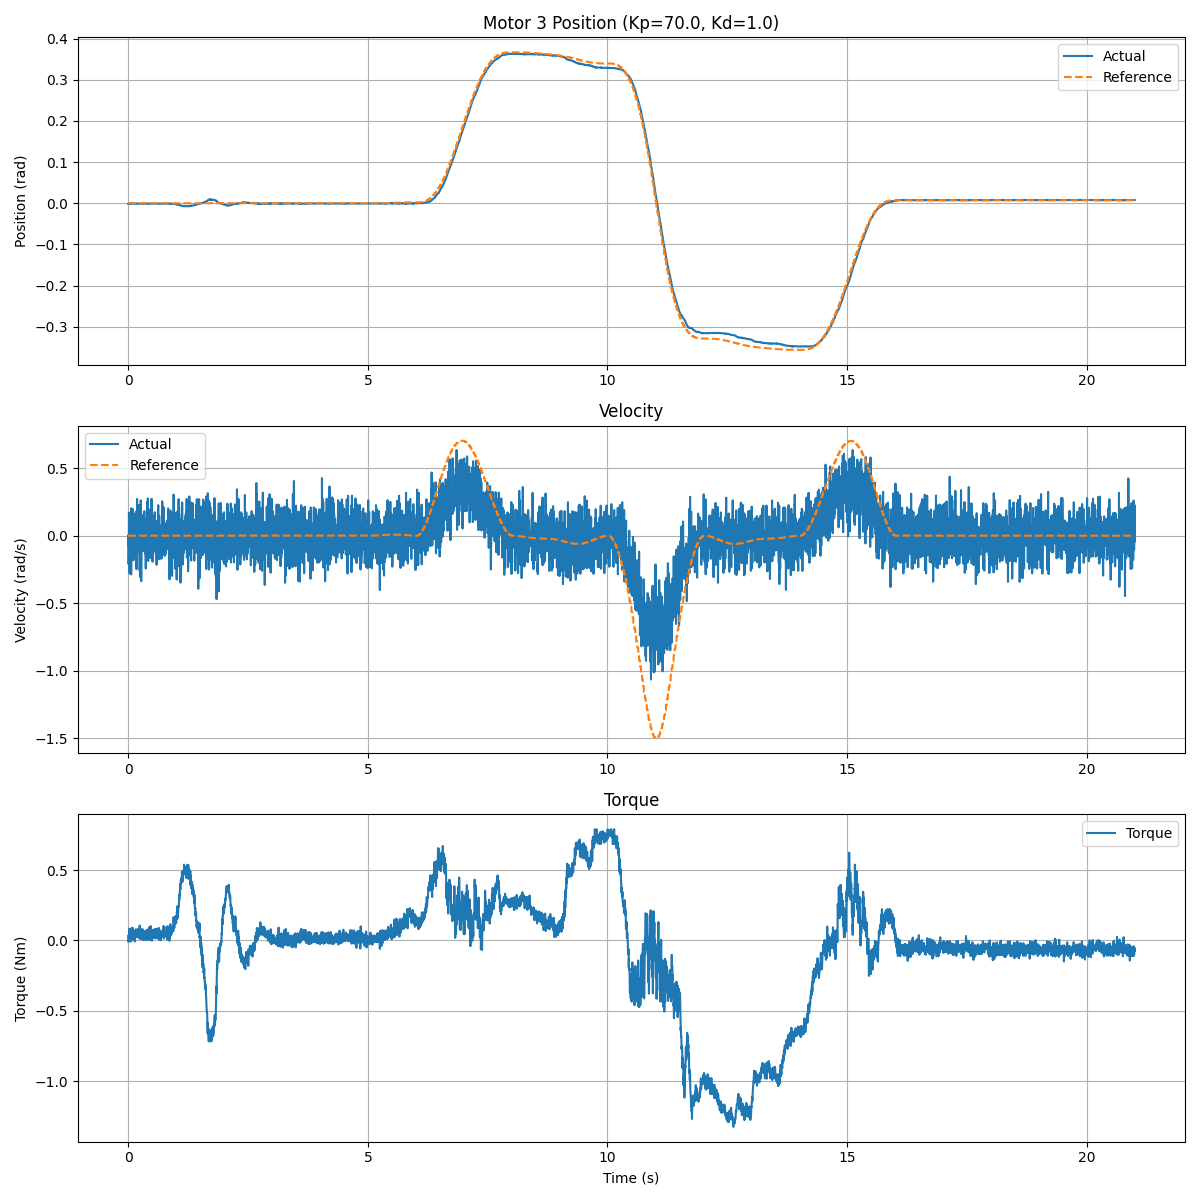 Motor 3 Position (Kp=70.0, Kd=1.0)
0.4
0.3
0.2
0.1
0.0
−0.1
−0.2
−0.3
Position (rad)
Actual
Reference
0 5 10 15 20
Velocity
0.5
0.0
−0.5
−1.0
−1.5
Velocity (rad/s)
Actual
Reference
0 5 10 15 20
Torque
0.5
0.0
−0.5
−1.0
Torque (Nm)
Torque
0 5 10 15 20
Time (s)